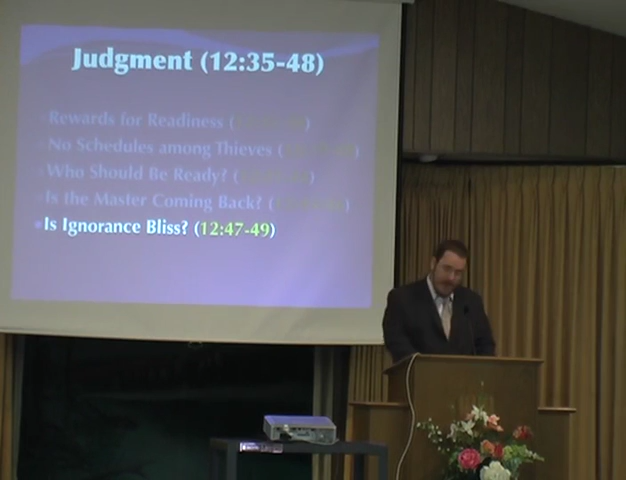 Judgment (12:35-48)
Rewards for Readiness (
No Schedules among Thieves (
Who Should Be Ready? (
Is the Master Coming Back? (
Is Ignorance Bliss? (12:47-49)